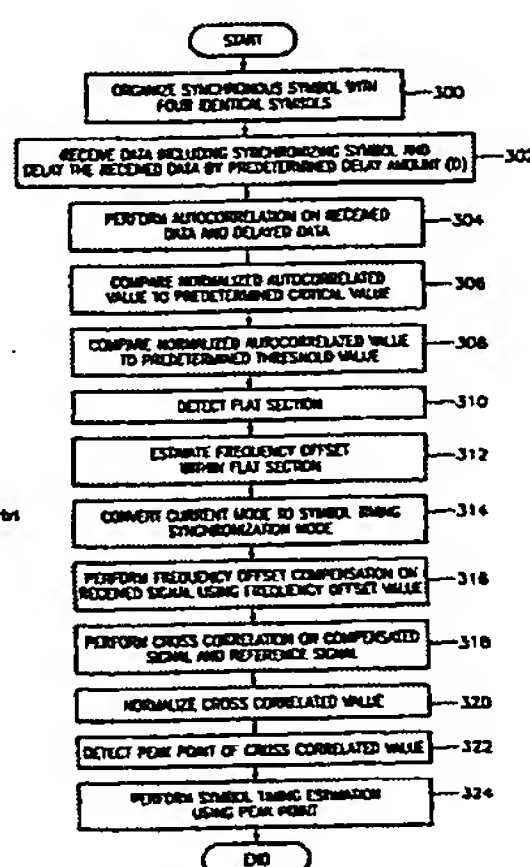 START
ORGANIZE SYNCHRONOUS SYMBOL WITH
FOUR IDENTICAL SYMBOLS
300
RECEIVE DATA INCLUDING SYNCHRONIZING SYMBOL AND
DELAY THE RECEIVED DATA BY PREDETERMINED DELAY AMOUNT (D)
302
PERFORM AUTOCORRELATION ON RECEIVED
DATA AND DELAYED DATA
304
COMPARE NORMALIZED AUTOCORRELATED
VALUE TO PREDETERMINED CRITICAL VALUE
306
COMPARE NORMALIZED AUTOCORRELATED VALUE
TO PREDETERMINED THRESHOLD VALUE
308
DETECT FLAT SECTION
310
ESTIMATE FREQUENCY OFFSET
WITHIN FLAT SECTION
312
CONVERT CURRENT MODE TO SYMBOL TIMING
SYNCHRONIZATION MODE
314
PERFORM FREQUENCY OFFSET COMPENSATION ON
RECEIVED SIGNAL USING FREQUENCY OFFSET VALUE
316
PERFORM CROSS CORRELATION ON COMPENSATED
SIGNAL AND REFERENCE SIGNAL
318
NORMALIZE CROSS CORRELATED VALUE
320
DETECT PEAK POINT OF CROSS CORRELATED VALUE
322
PERFORM SYMBOL TIMING ESTIMATION
USING PEAK POINT
324
END